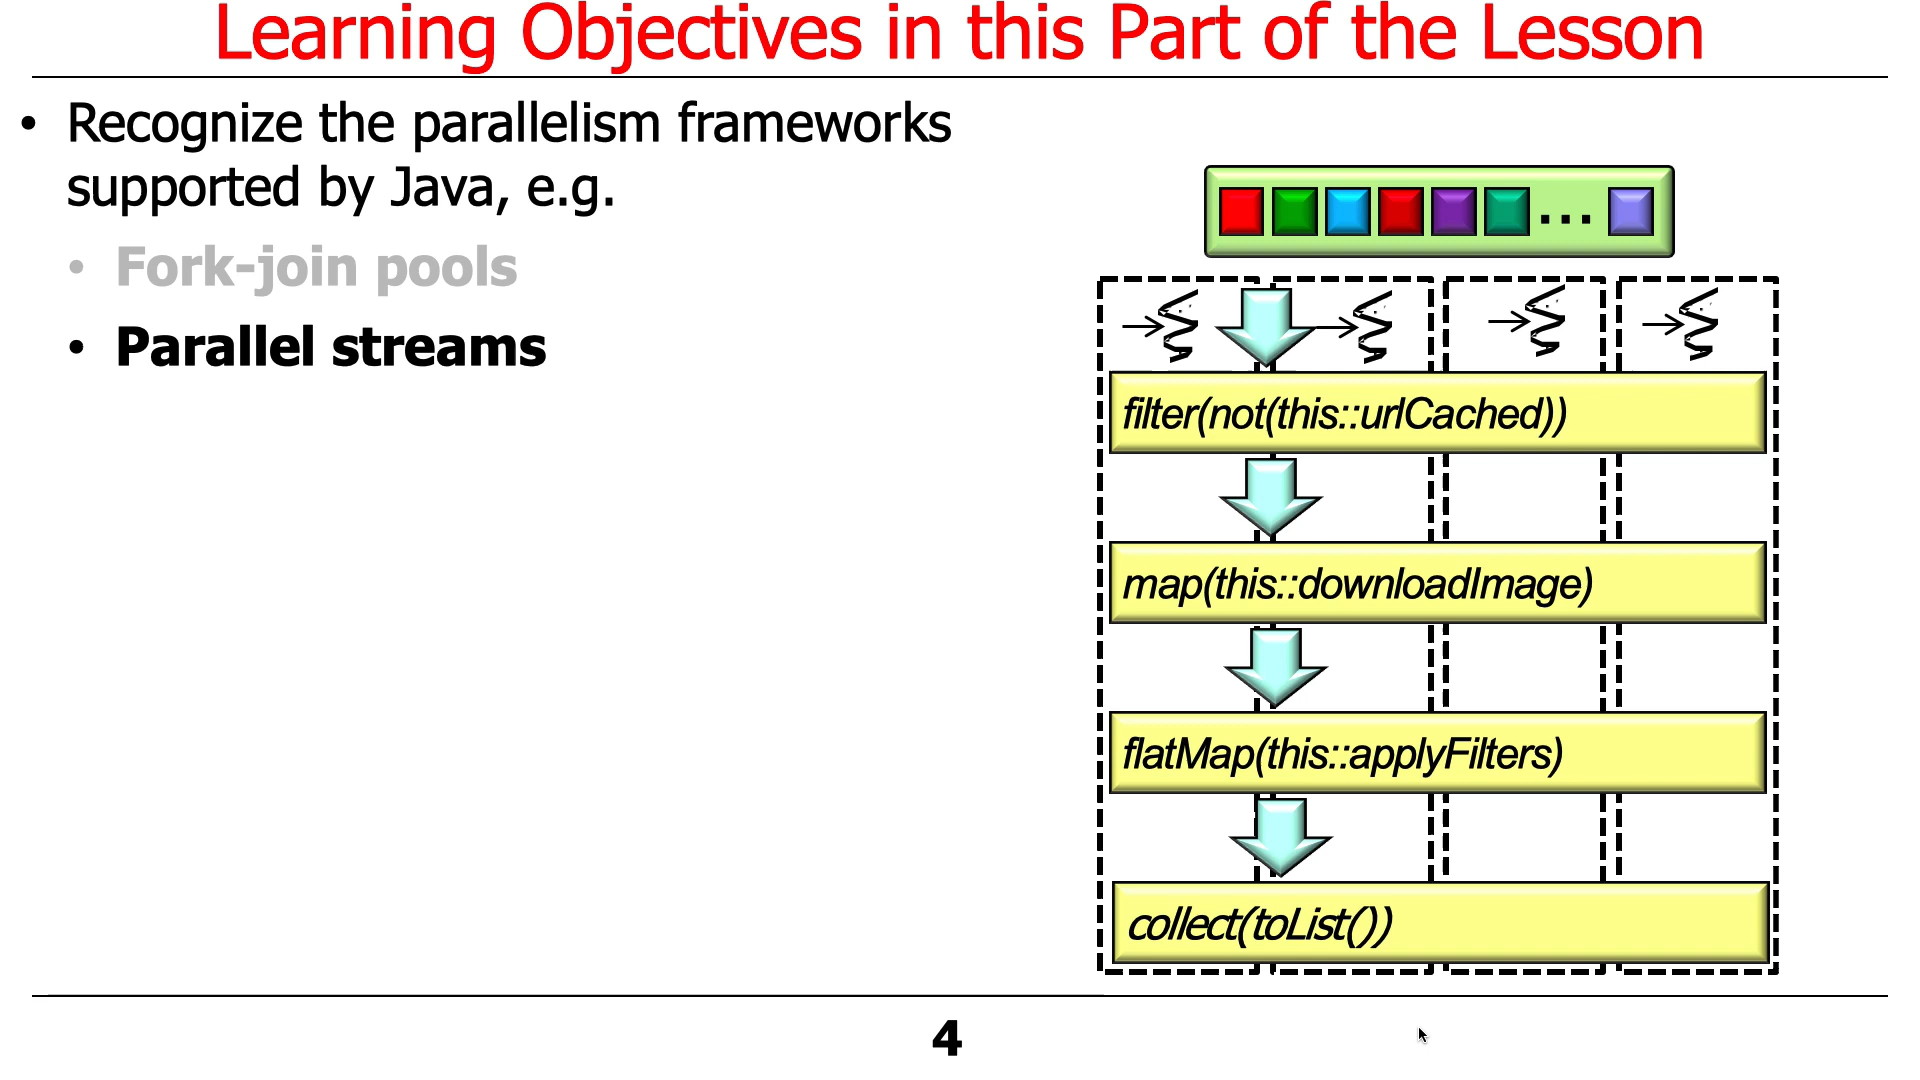 Learning Objectives in this Part of the Lesson
• Recognize the parallelism frameworks
supported by Java, e.g.
• Fork-join pools
• Parallel streams
...
filter(not(this::urlCached))
map(this::downloadImage)
flatMap(this::applyFilters)
collect(toList())
4